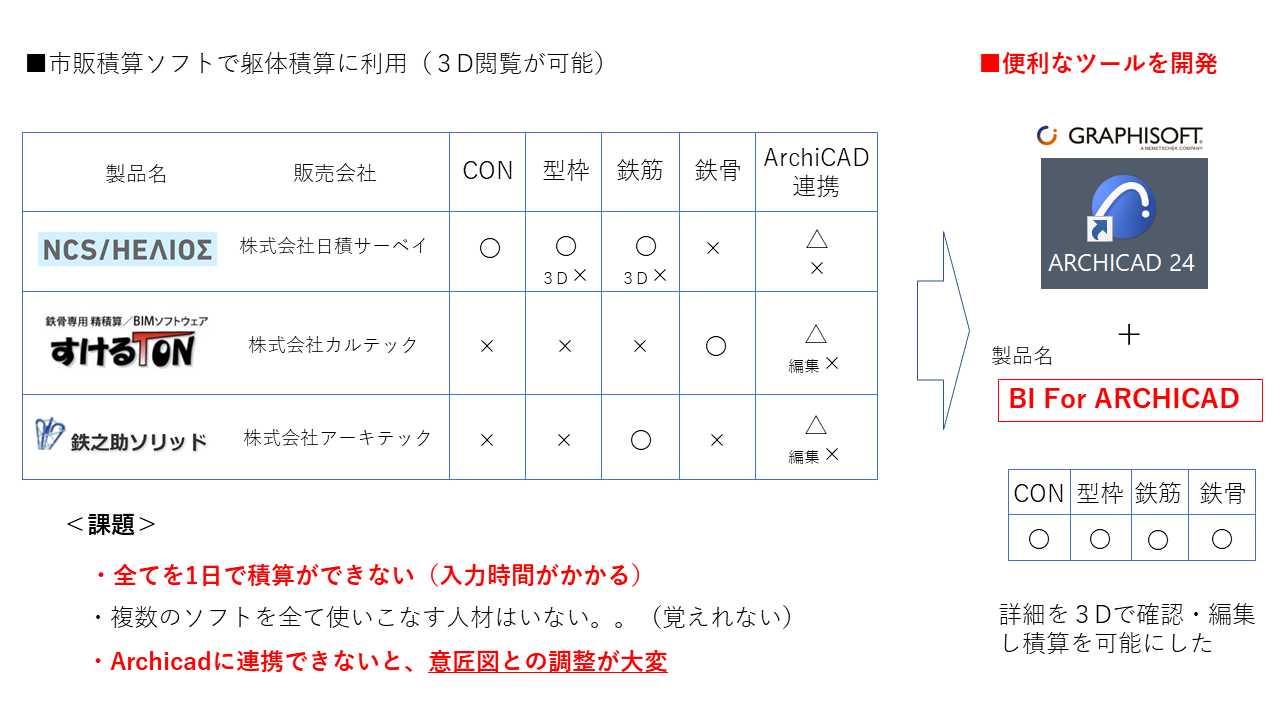 ■市販積算ソフトで躯体積算に利用（３D閲覧が可能）
製品名 販売会社 CON 型枠 鉄筋 鉄骨 ArchiCAD
連携
NCS/HEΛIOΣ 株式会社日積サーベイ ○ ○ ○ × △
３D× ３D× ×
鉄骨専用 精積算／BIMソフトウェア
すけるTON 株式会社カルテック × × × ○ △
編集×
鉄之助ソリッド 株式会社アーキテック × × ○ × △
編集×
＜課題＞
・全てを1日で積算ができない（入力時間がかかる）
・複数のソフトを全て使いこなす人材はいない。。（覚えれない）
・Archicadに連携できないと、意匠図との調整が大変
■便利なツールを開発
GRAPHISOFT®
A NEMETSCHEK COMPANY
ARCHICAD 24
＋
製品名
BI For ARCHICAD
CON 型枠 鉄筋 鉄骨
○ ○ ○ ○
詳細を３Dで確認・編集
し積算を可能にした